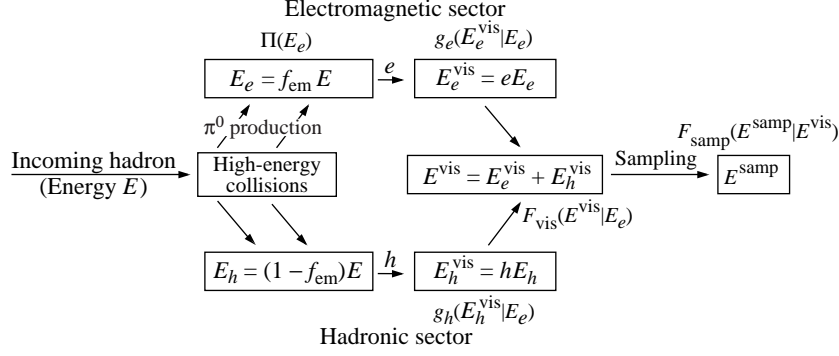 Electromagnetic sector
Π(E_e)
g_e(E_e^vis|E_e)
E_e = f_em E
e
E_e^vis = eE_e
π⁰ production
F_samp(E^samp|E^vis)
Incoming hadron
(Energy E)
High-energy
collisions
E^vis = E_e^vis + E_h^vis
Sampling
E^samp
F_vis(E^vis|E_e)
E_h = (1 – f_em)E
h
E_h^vis = hE_h
g_h(E_h^vis|E_e)
Hadronic sector